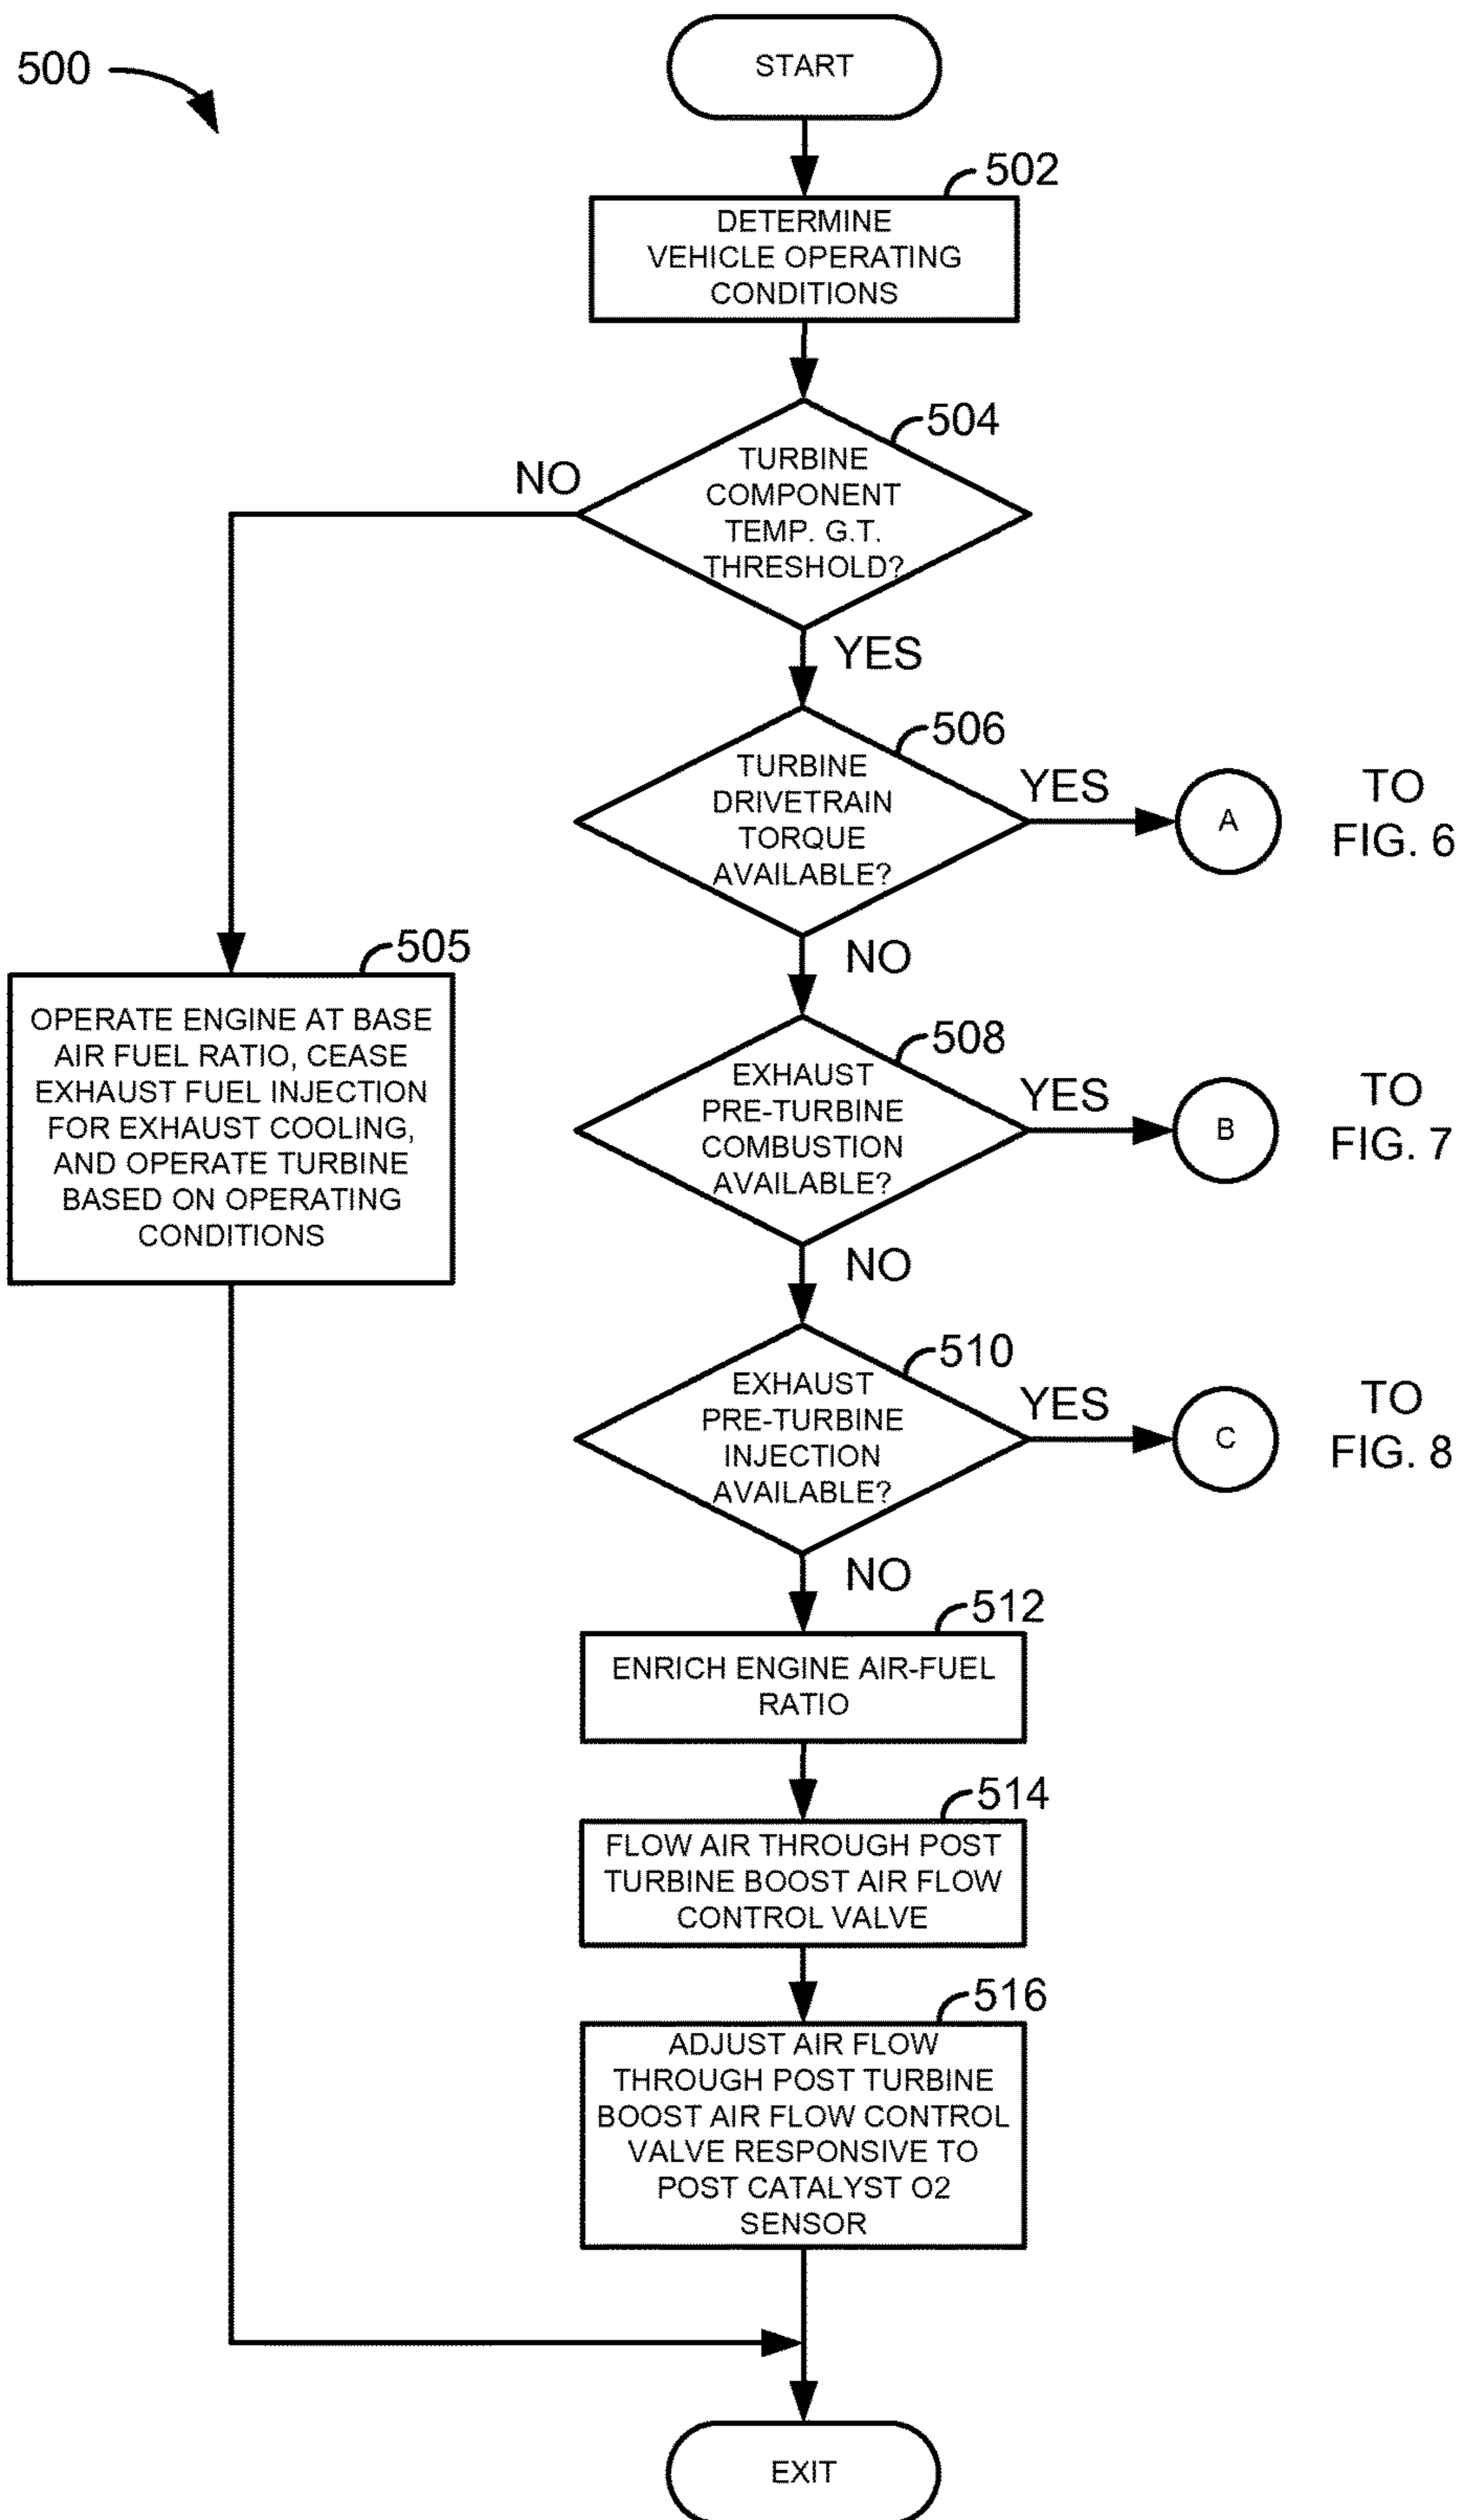 500
START
502
DETERMINE
VEHICLE OPERATING
CONDITIONS
504
TURBINE
COMPONENT
TEMP. G.T.
THRESHOLD?
NO
YES
506
TURBINE
DRIVETRAIN
TORQUE
AVAILABLE?
YES
A
TO
FIG. 6
NO
505
OPERATE ENGINE AT BASE
AIR FUEL RATIO, CEASE
EXHAUST FUEL INJECTION
FOR EXHAUST COOLING,
AND OPERATE TURBINE
BASED ON OPERATING
CONDITIONS
508
EXHAUST
PRE-TURBINE
COMBUSTION
AVAILABLE?
YES
B
TO
FIG. 7
NO
510
EXHAUST
PRE-TURBINE
INJECTION
AVAILABLE?
YES
C
TO
FIG. 8
NO
512
ENRICH ENGINE AIR-FUEL
RATIO
514
FLOW AIR THROUGH POST
TURBINE BOOST AIR FLOW
CONTROL VALVE
516
ADJUST AIR FLOW
THROUGH POST TURBINE
BOOST AIR FLOW CONTROL
VALVE RESPONSIVE TO
POST CATALYST O2
SENSOR
EXIT